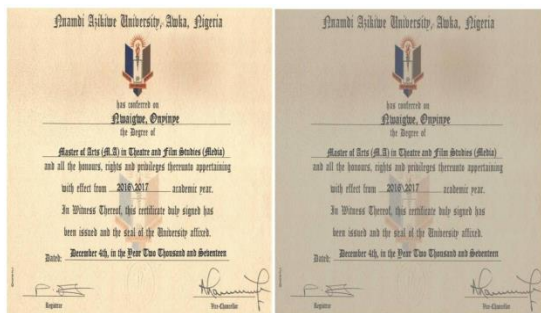 Nnamdi Azikiwe University, Awka, Nigeria
has conferred on
Nwaigwe, Onyinye
the Degree of
Master of Arts (M.A) in Theatre and Film Studies (Media)
and all the honours, rights and privileges thereunto appertaining
with effect from 2016\2017 academic year.
In Witness Thereof, this certificate duly signed has
been issued and the seal of the University affixed.
Dated: December 4th, in the Year Two Thousand and Seventeen
Registrar
Vice-Chancellor
Nnamdi Azikiwe University, Awka, Nigeria
has conferred on
Nwaigwe, Onyinye
the Degree of
Master of Arts (M.A) in Theatre and Film Studies (Media)
and all the honours, rights and privileges thereunto appertaining
with effect from 2016\2017 academic year.
In Witness Thereof, this certificate duly signed has
been issued and the seal of the University affixed.
Dated: December 4th, in the Year Two Thousand and Seventeen
Registrar
Vice-Chancellor